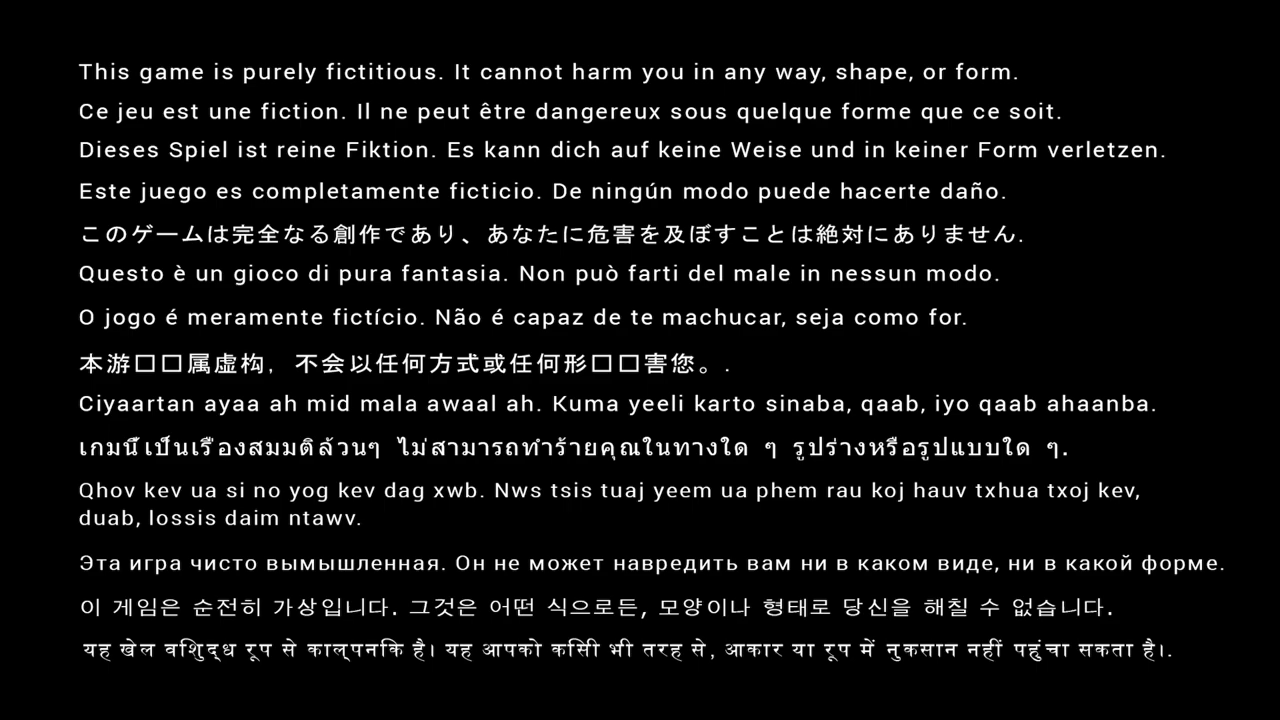 This game is purely fictitious. It cannot harm you in any way, shape, or form.
Ce jeu est une fiction. Il ne peut être dangereux sous quelque forme que ce soit.
Dieses Spiel ist reine Fiktion. Es kann dich auf keine Weise und in keiner Form verletzen.
Este juego es completamente ficticio. De ningún modo puede hacerte daño.
このゲームは完全なる創作であり、あなたに危害を及ぼすことは絶対にありません.
Questo è un gioco di pura fantasia. Non può farti del male in nessun modo.
O jogo é meramente fictício. Não é capaz de te machucar, seja como for.
本游□□属虚构，不会以任何方式或任何形□□害您。.
Ciyaartan ayaa ah mid mala awaal ah. Kuma yeeli karto sinaba, qaab, iyo qaab ahaanba.
เกมนี้เป็นเรื่องสมมติล้วนๆ ไม่สามารถทำร้ายคุณในทางใด ๆ รูปร่างหรือรูปแบบใด ๆ.
Qhov kev ua si no yog kev dag xwb. Nws tsis tuaj yeem ua phem rau koj hauv txhua txoj kev,
duab, lossis daim ntawv.
Эта игра чисто вымышленная. Он не может навредить вам ни в каком виде, ни в какой форме.
이 게임은 순전히 가상입니다. 그것은 어떤 식으로든, 모양이나 형태로 당신을 해칠 수 없습니다.
यह खेल विशुद्ध रूप से काल्पनिक है। यह आपको किसी भी तरह से, आकार या रूप में नुकसान नहीं पहुंचा सकता है।.